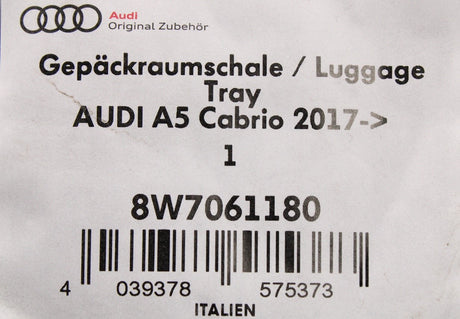 Audi
Original Zubehör
Gepäckraumschale / Luggage
Tray
AUDI A5 Cabrio 2017->
1
8W7061180
4 039378 575373
ITALIEN